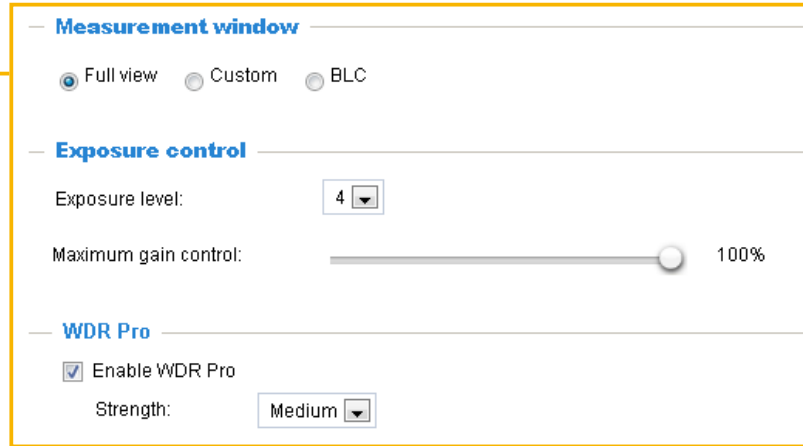 Measurement window
Full view Custom BLC
Exposure control
Exposure level: 4
Maximum gain control: 100%
WDR Pro
Enable WDR Pro
Strength: Medium